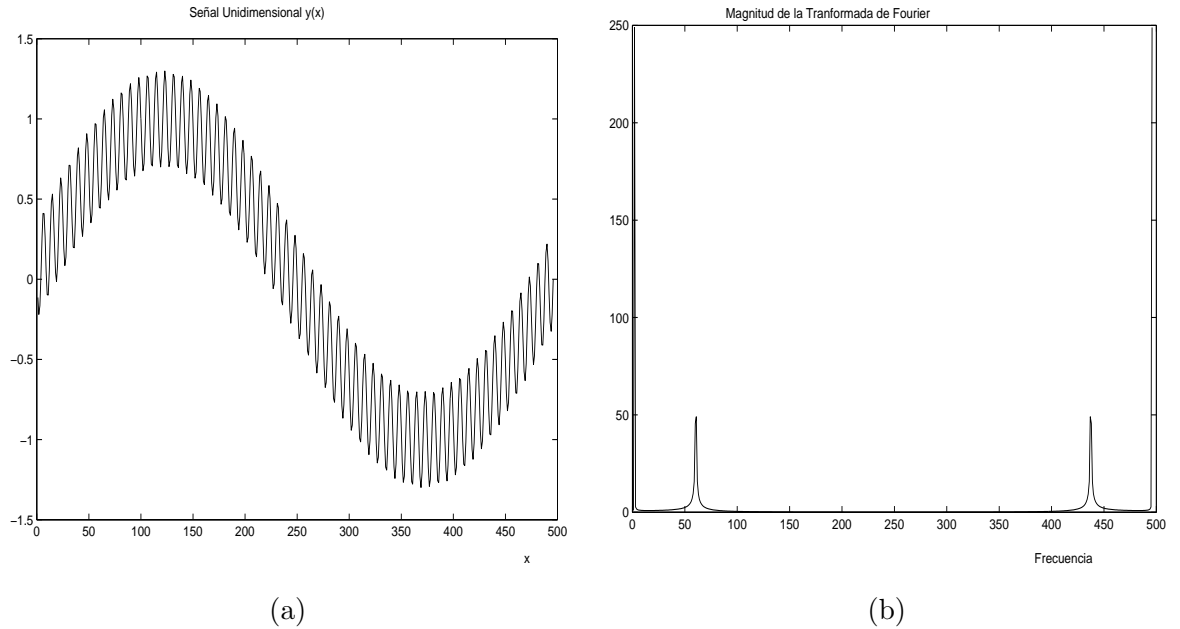 Señal Unidimensional y(x)
1.5
1
0.5
0
−0.5
−1
−1.5
0 50 100 150 200 250 300 350 400 450 500
x
(a)
Magnitud de la Tranformada de Fourier
250
200
150
100
50
0
0 50 100 150 200 250 300 350 400 450 500
Frecuencia
(b)